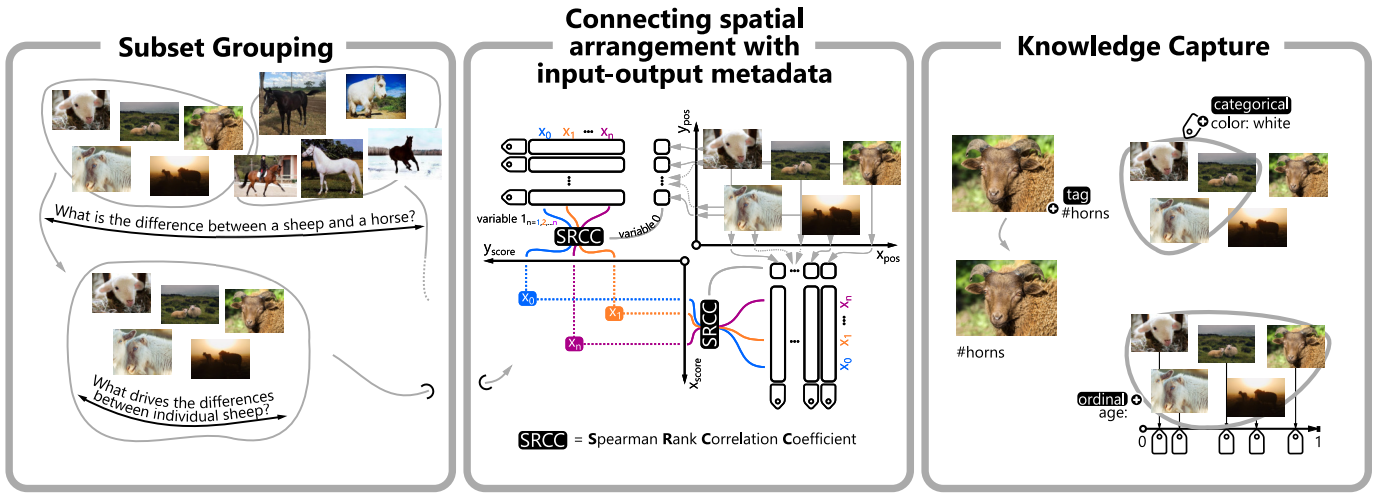 Subset Grouping
What is the difference between a sheep and a horse?
What drives the differences
between individual sheep?
Connecting spatial
arrangement with
input-output metadata
x₀ x₁ ••• xₙ
variable 1ₙ₌₁,₂,...ₙ
SRCC
variable 0
yₚₒₛ
xₚₒₛ
y_score
x₀
x₁
xₙ
x_score
SRCC
xₙ
•••
x₁
x₀
SRCC = Spearman Rank Correlation Coefficient
Knowledge Capture
tag
#horns
#horns
categorical
color: white
ordinal
age:
0 1